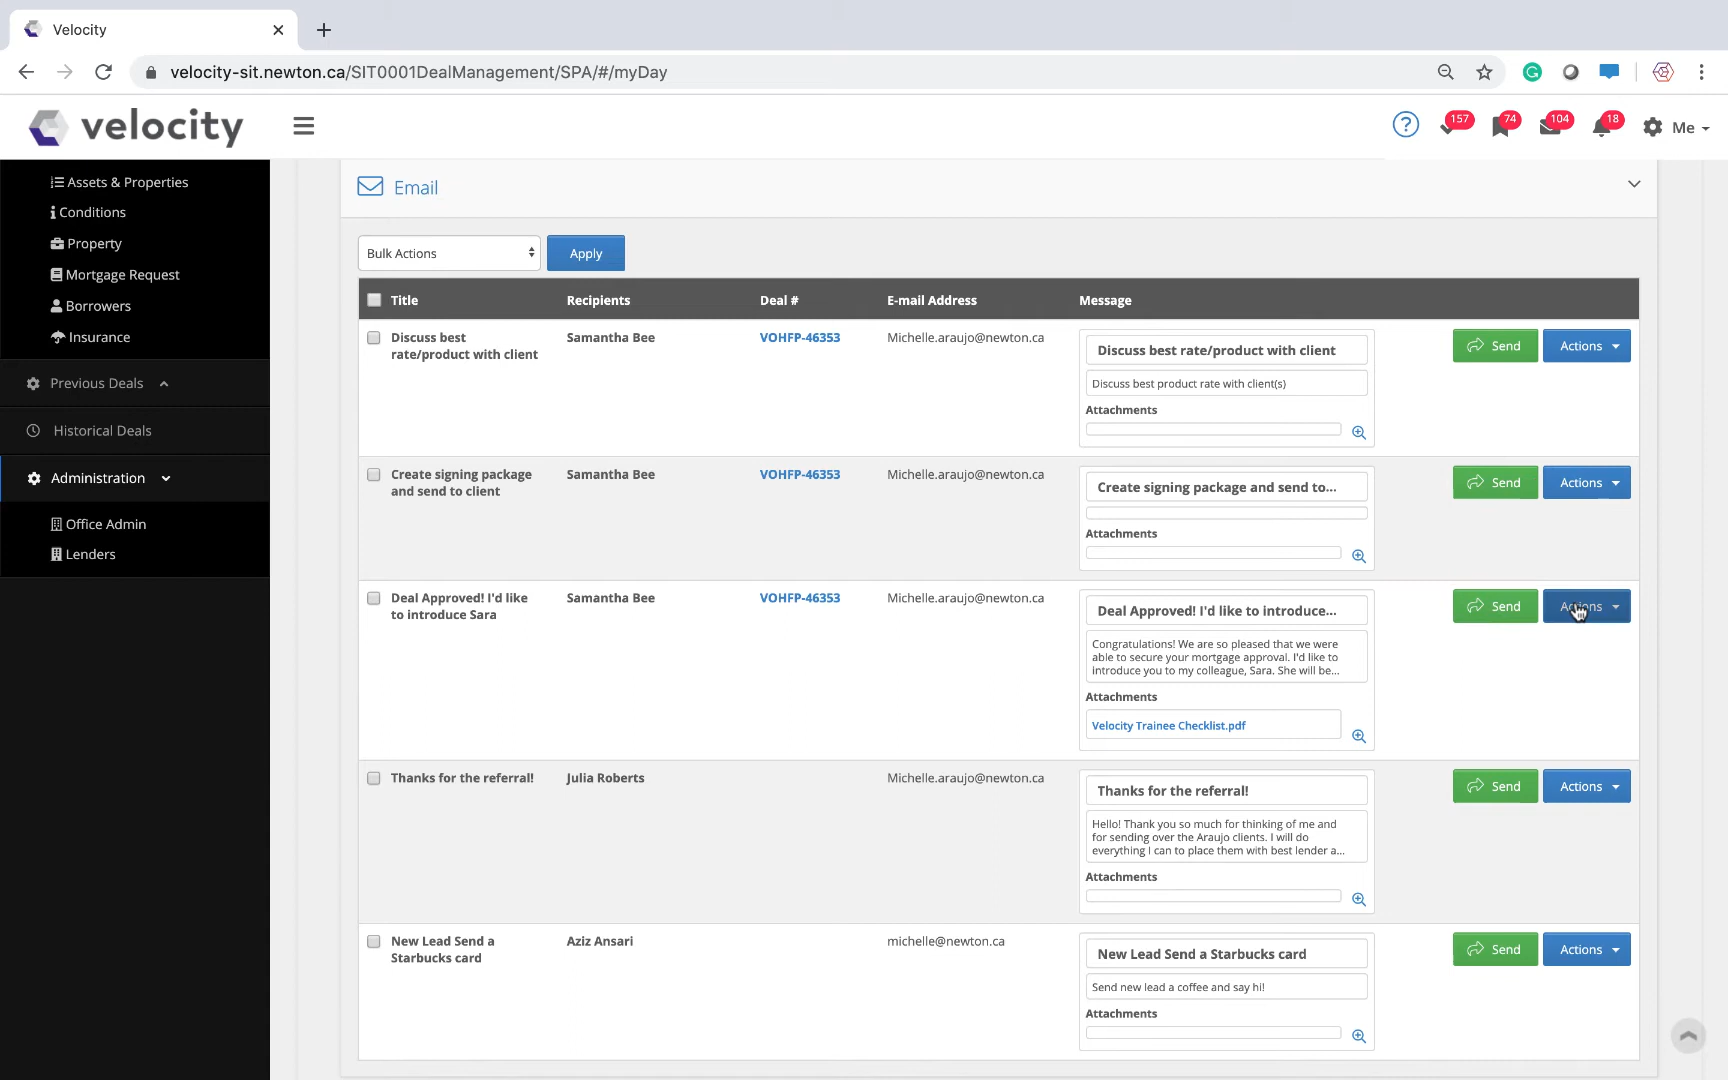 Velocity
velocity-sit.newton.ca/SIT0001DealManagement/SPA/#/myDay
velocity
157
74
104
18
Me
Assets & Properties
Conditions
Property
Mortgage Request
Borrowers
Insurance
Previous Deals
Historical Deals
Administration
Office Admin
Lenders
Email
Bulk Actions
Apply
Title Recipients Deal # E-mail Address Message
Discuss best
rate/product with client
Samantha Bee
VOHFP-46353
Michelle.araujo@newton.ca
Discuss best rate/product with client
Discuss best product rate with client(s)
Attachments
Send
Actions
Create signing package
and send to client
Samantha Bee
VOHFP-46353
Michelle.araujo@newton.ca
Create signing package and send to...
Attachments
Send
Actions
Deal Approved! I'd like
to introduce Sara
Samantha Bee
VOHFP-46353
Michelle.araujo@newton.ca
Deal Approved! I'd like to introduce...
Congratulations! We are so pleased that we were
able to secure your mortgage approval. I'd like to
introduce you to my colleague, Sara. She will be...
Attachments
Velocity Trainee Checklist.pdf
Send
Actions
Thanks for the referral!
Julia Roberts
Michelle.araujo@newton.ca
Thanks for the referral!
Hello! Thank you so much for thinking of me and
for sending over the Araujo clients. I will do
everything I can to place them with best lender a...
Attachments
Send
Actions
New Lead Send a
Starbucks card
Aziz Ansari
michelle@newton.ca
New Lead Send a Starbucks card
Send new lead a coffee and say hi!
Attachments
Send
Actions